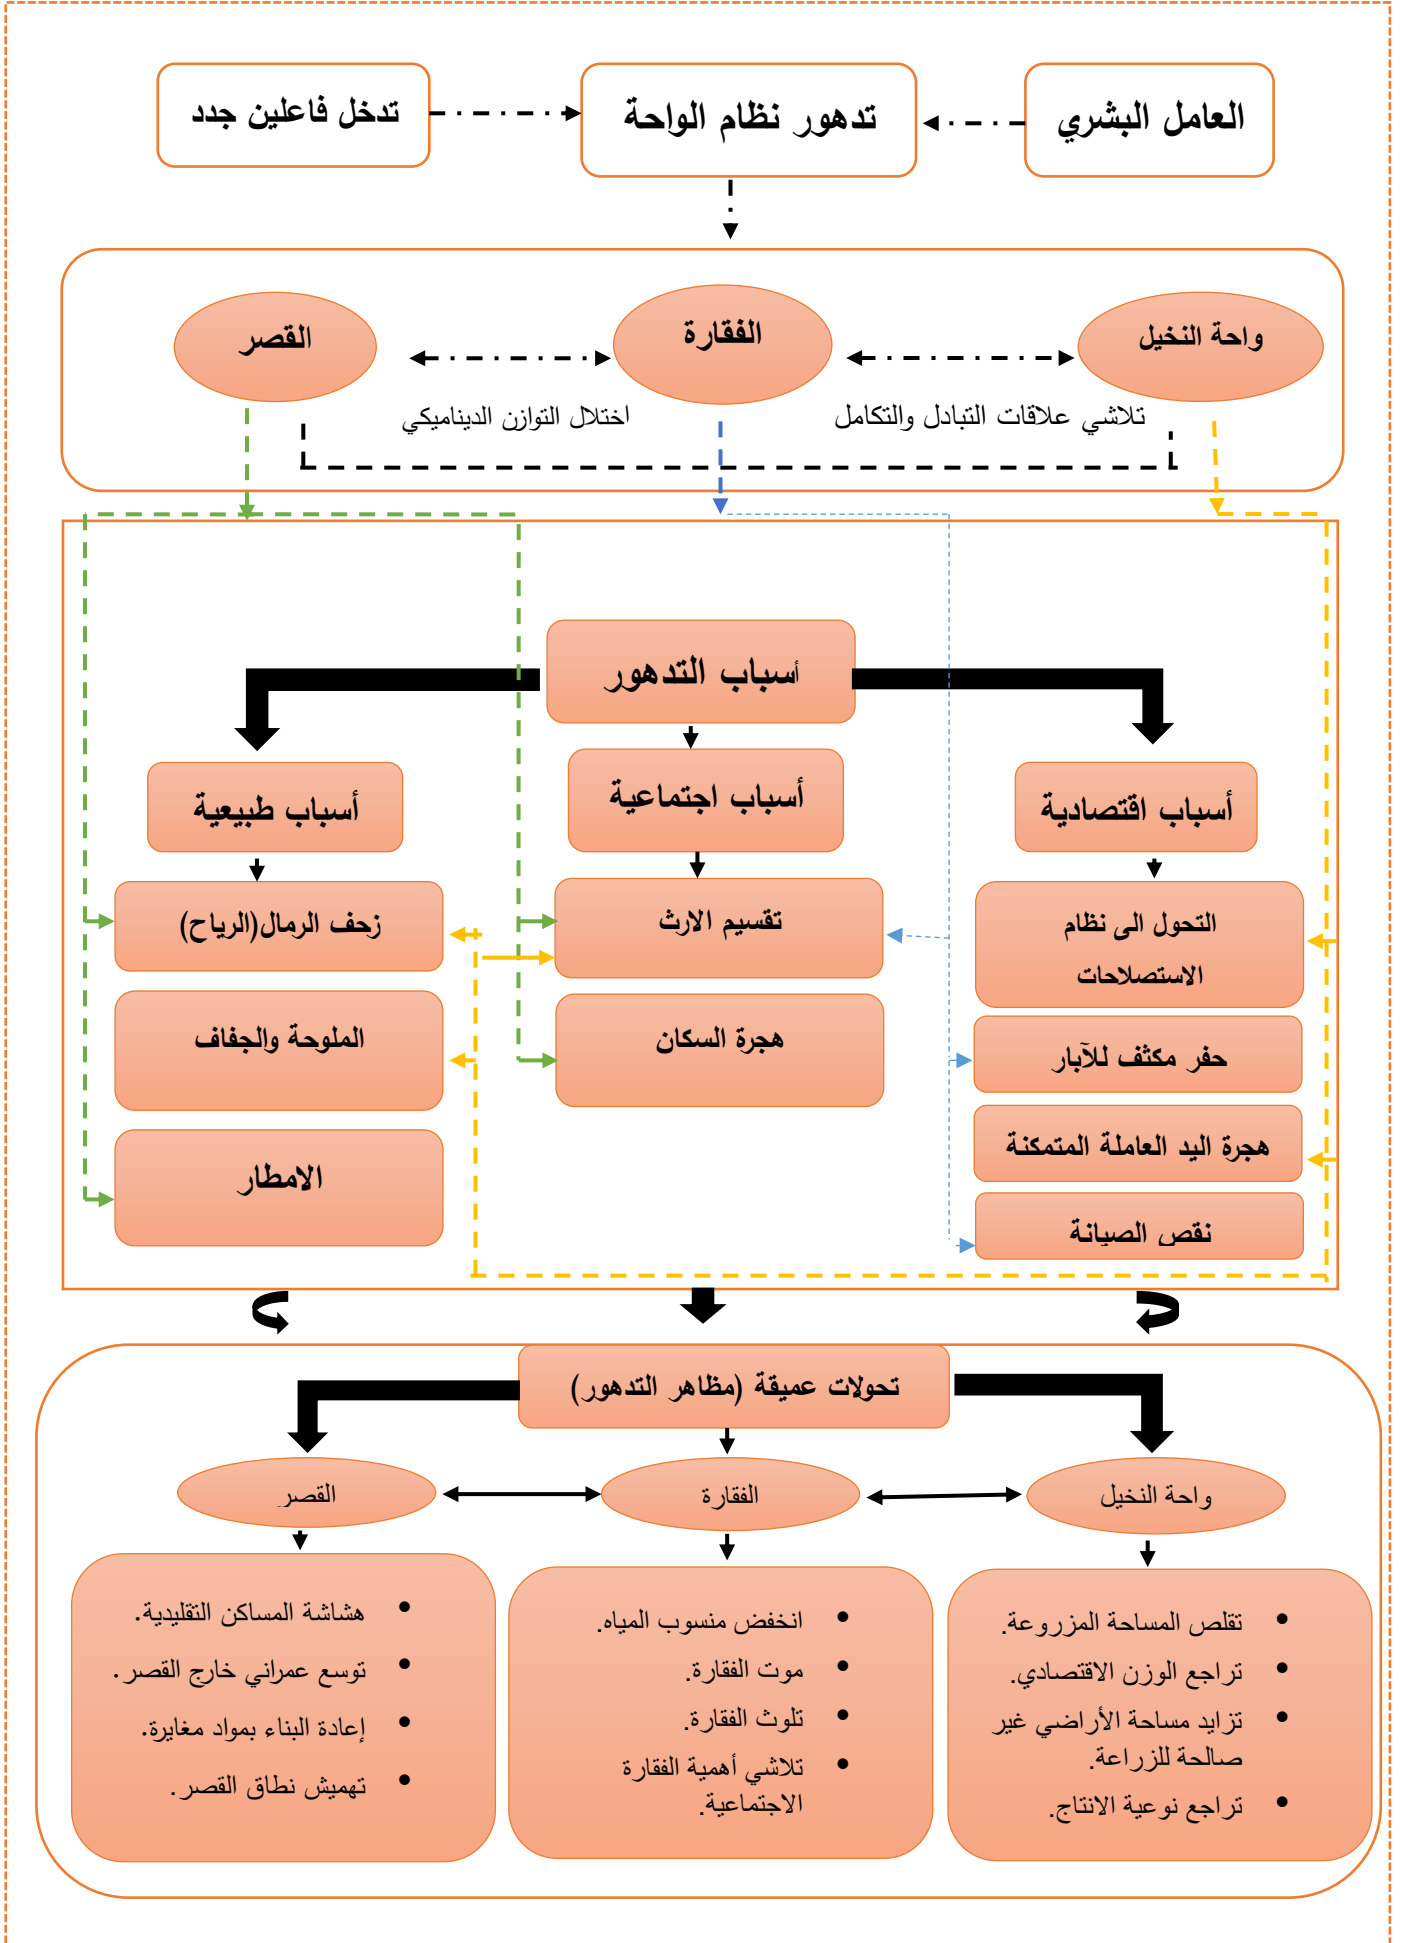 العامل البشري
تدهور نظام الواحة
تدخل فاعلين جدد
واحة النخيل
الفقارة
القصر
تلاشي علاقات التبادل والتكامل
اختلال التوازن الديناميكي
أسباب التدهور
أسباب اقتصادية
أسباب اجتماعية
أسباب طبيعية
التحول الى نظام
الاستصلاحات
حفر مكثف للآبار
هجرة اليد العاملة المتمكنة
نقص الصيانة
تقسيم الارث
هجرة السكان
زحف الرمال(الرياح)
الملوحة والجفاف
الامطار
تحولات عميقة (مظاهر التدهور)
واحة النخيل
الفقارة
القصر
• تقلص المساحة المزروعة.
• تراجع الوزن الاقتصادي.
• تزايد مساحة الأراضي غير
صالحة للزراعة.
• تراجع نوعية الانتاج.
• انخفض منسوب المياه.
• موت الفقارة.
• تلوث الفقارة.
• تلاشي أهمية الفقارة
الاجتماعية.
• هشاشة المساكن التقليدية.
• توسع عمراني خارج القصر.
• إعادة البناء بمواد مغايرة.
• تهميش نطاق القصر.